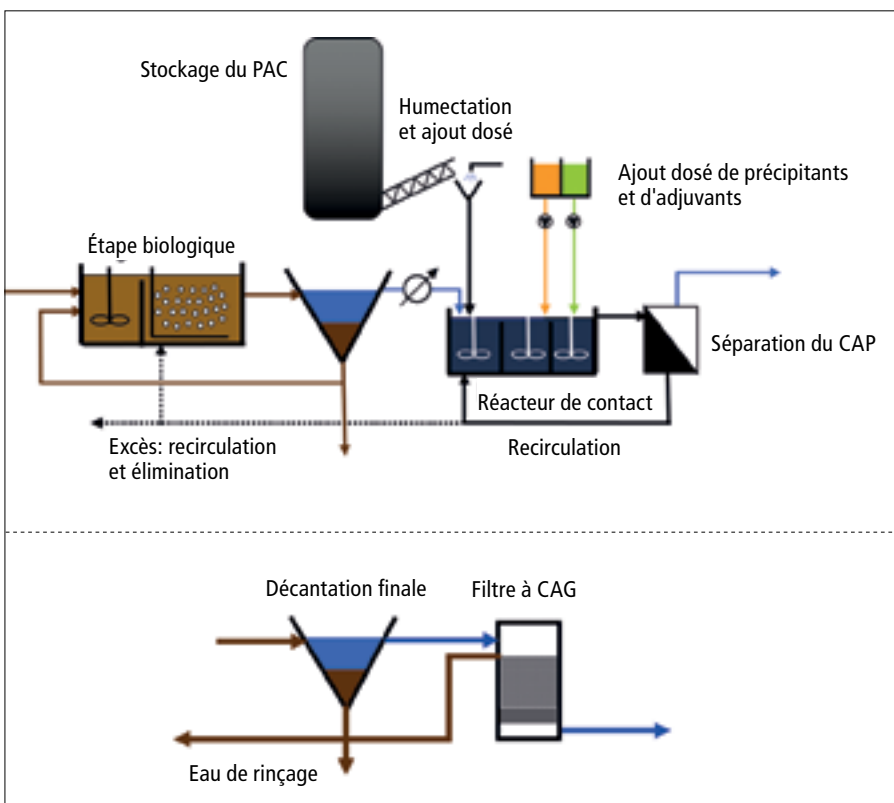 Stockage du PAC
Humectation
et ajout dosé
Ajout dosé de précipitants
et d'adjuvants
Étape biologique
Séparation du CAP
Réacteur de contact
Excès: recirculation
et élimination
Recirculation
Décantation finale
Filtre à CAG
Eau de rinçage